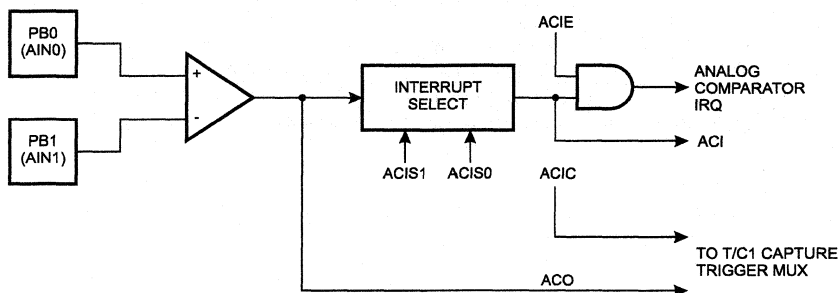 PB0
(AIN0)
+
PB1
(AIN1)
-
INTERRUPT
SELECT
ACIS1
ACIS0
ACIE
ANALOG
COMPARATOR
IRQ
ACI
ACIC
TO T/C1 CAPTURE
TRIGGER MUX
ACO